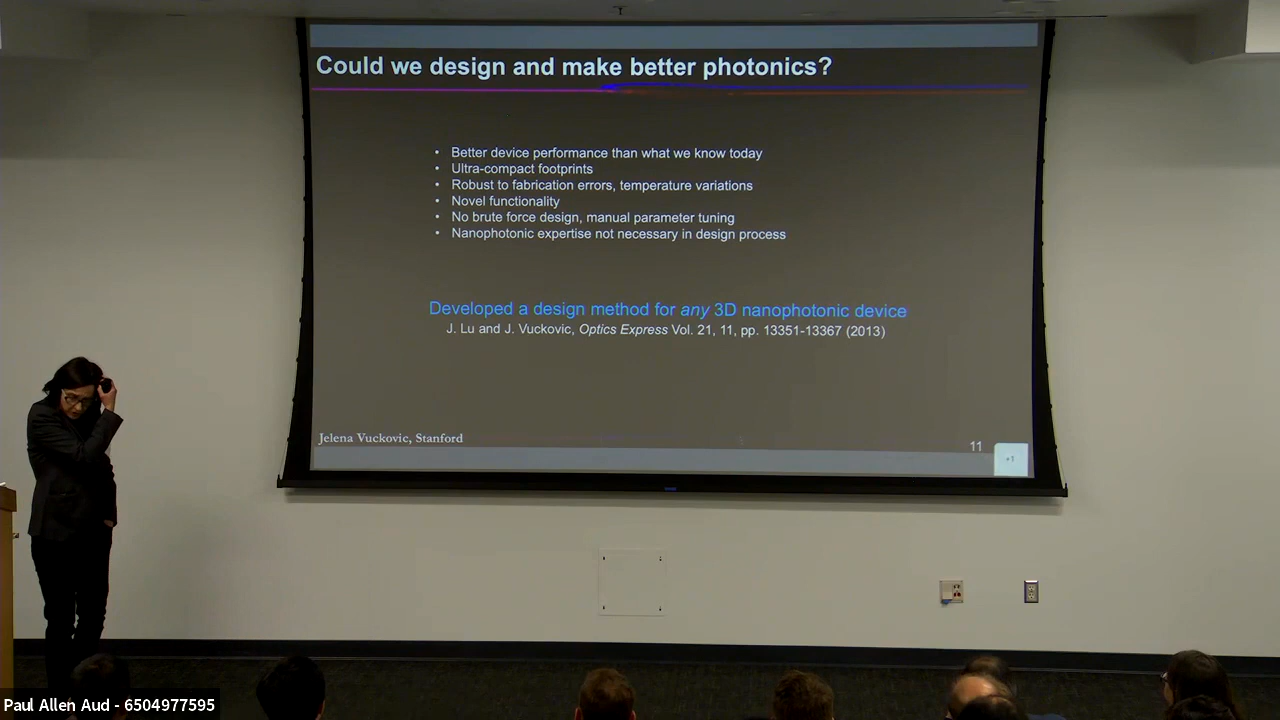 Could we design and make better photonics?
• Better device performance than what we know today
• Ultra-compact footprints
• Robust to fabrication errors, temperature variations
• Novel functionality
• No brute force design, manual parameter tuning
• Nanophotonic expertise not necessary in design process
Developed a design method for any 3D nanophotonic device
J. Lu and J. Vuckovic, Optics Express Vol. 21, 11, pp. 13351-13367 (2013)
Jelena Vuckovic, Stanford
11
+1
Paul Allen Aud - 6504977595